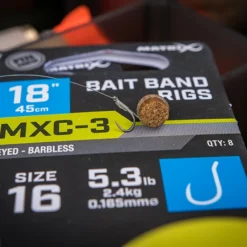 MATRIX
18"
45cm
BAIT BAND
RIGS
MXC-3
EYED - BARBLESS
QTY: 8
SIZE
16
5.3lb
2.4kg
0.165mmø